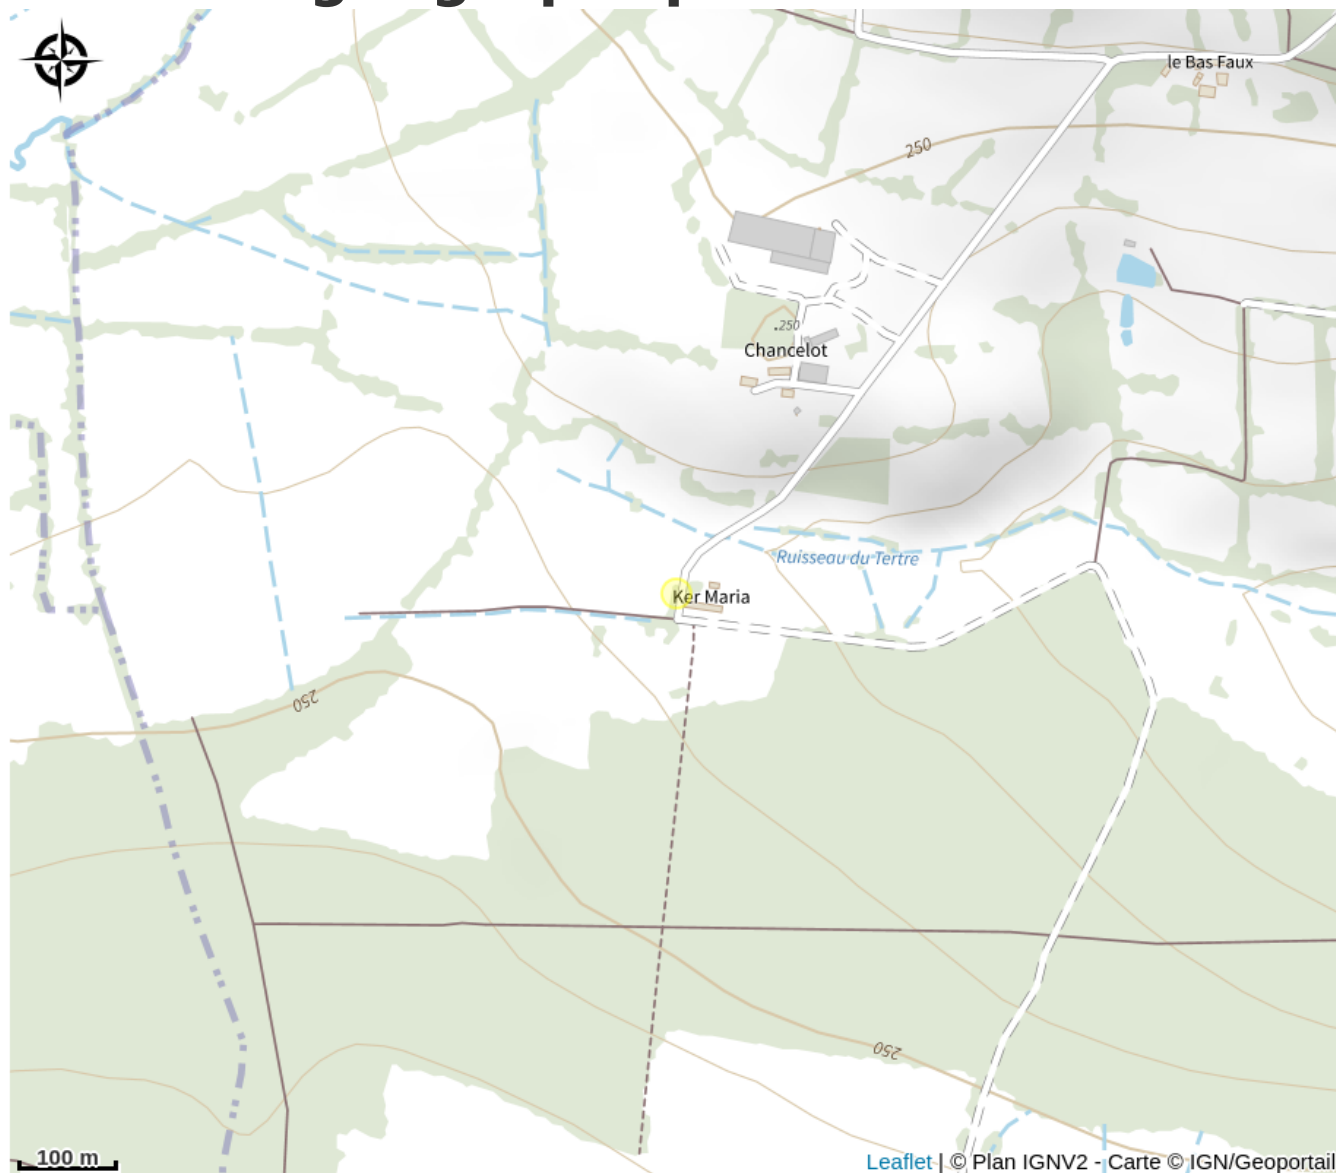 le Bas Faux
250
.250
Chancelot
Ruisseau du Tertre
Ker Maria
250
250
100 m
Leaflet | © Plan IGNV2 - Carte © IGN/Geoportail